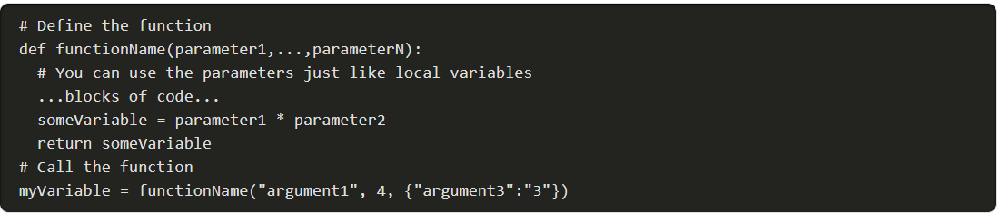 # Define the function
def functionName(parameter1,...,parameterN):
  # You can use the parameters just like local variables
  ...blocks of code...
  someVariable = parameter1 * parameter2
  return someVariable
# Call the function
myVariable = functionName("argument1", 4, {"argument3":"3"})